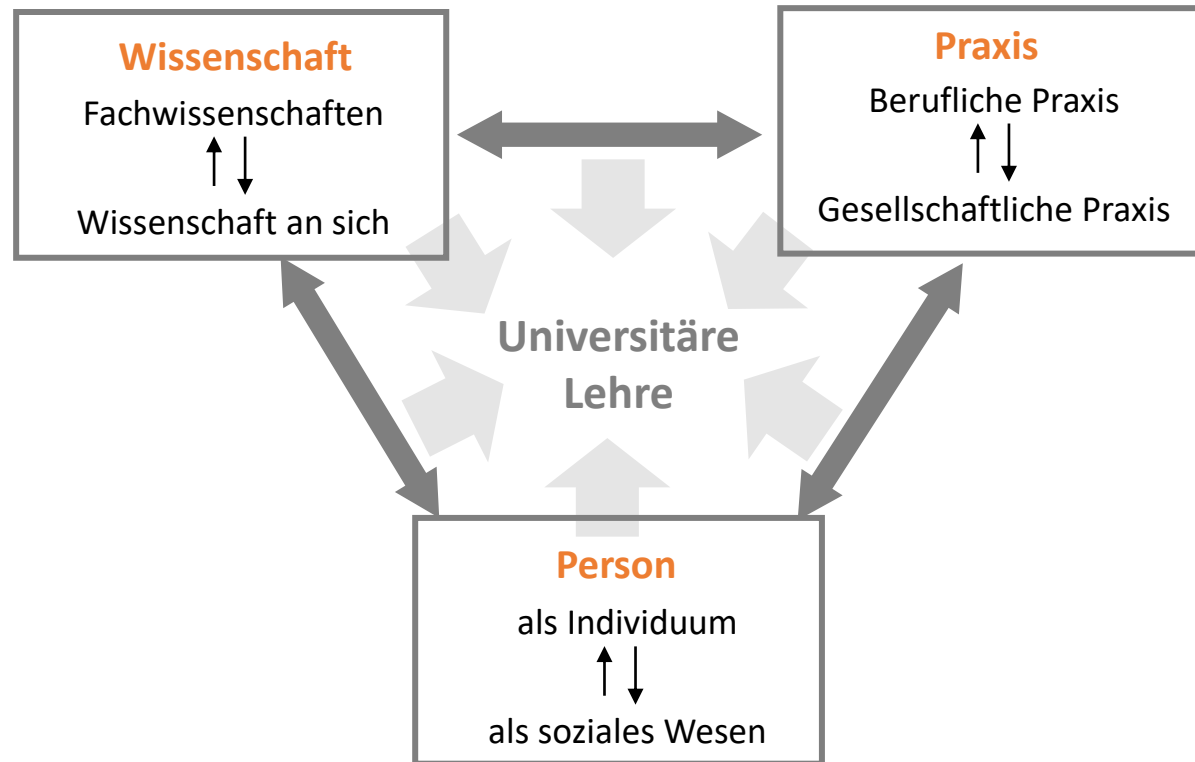 Wissenschaft
Fachwissenschaften
Wissenschaft an sich
Praxis
Berufliche Praxis
Gesellschaftliche Praxis
Universitäre
Lehre
Person
als Individuum
als soziales Wesen